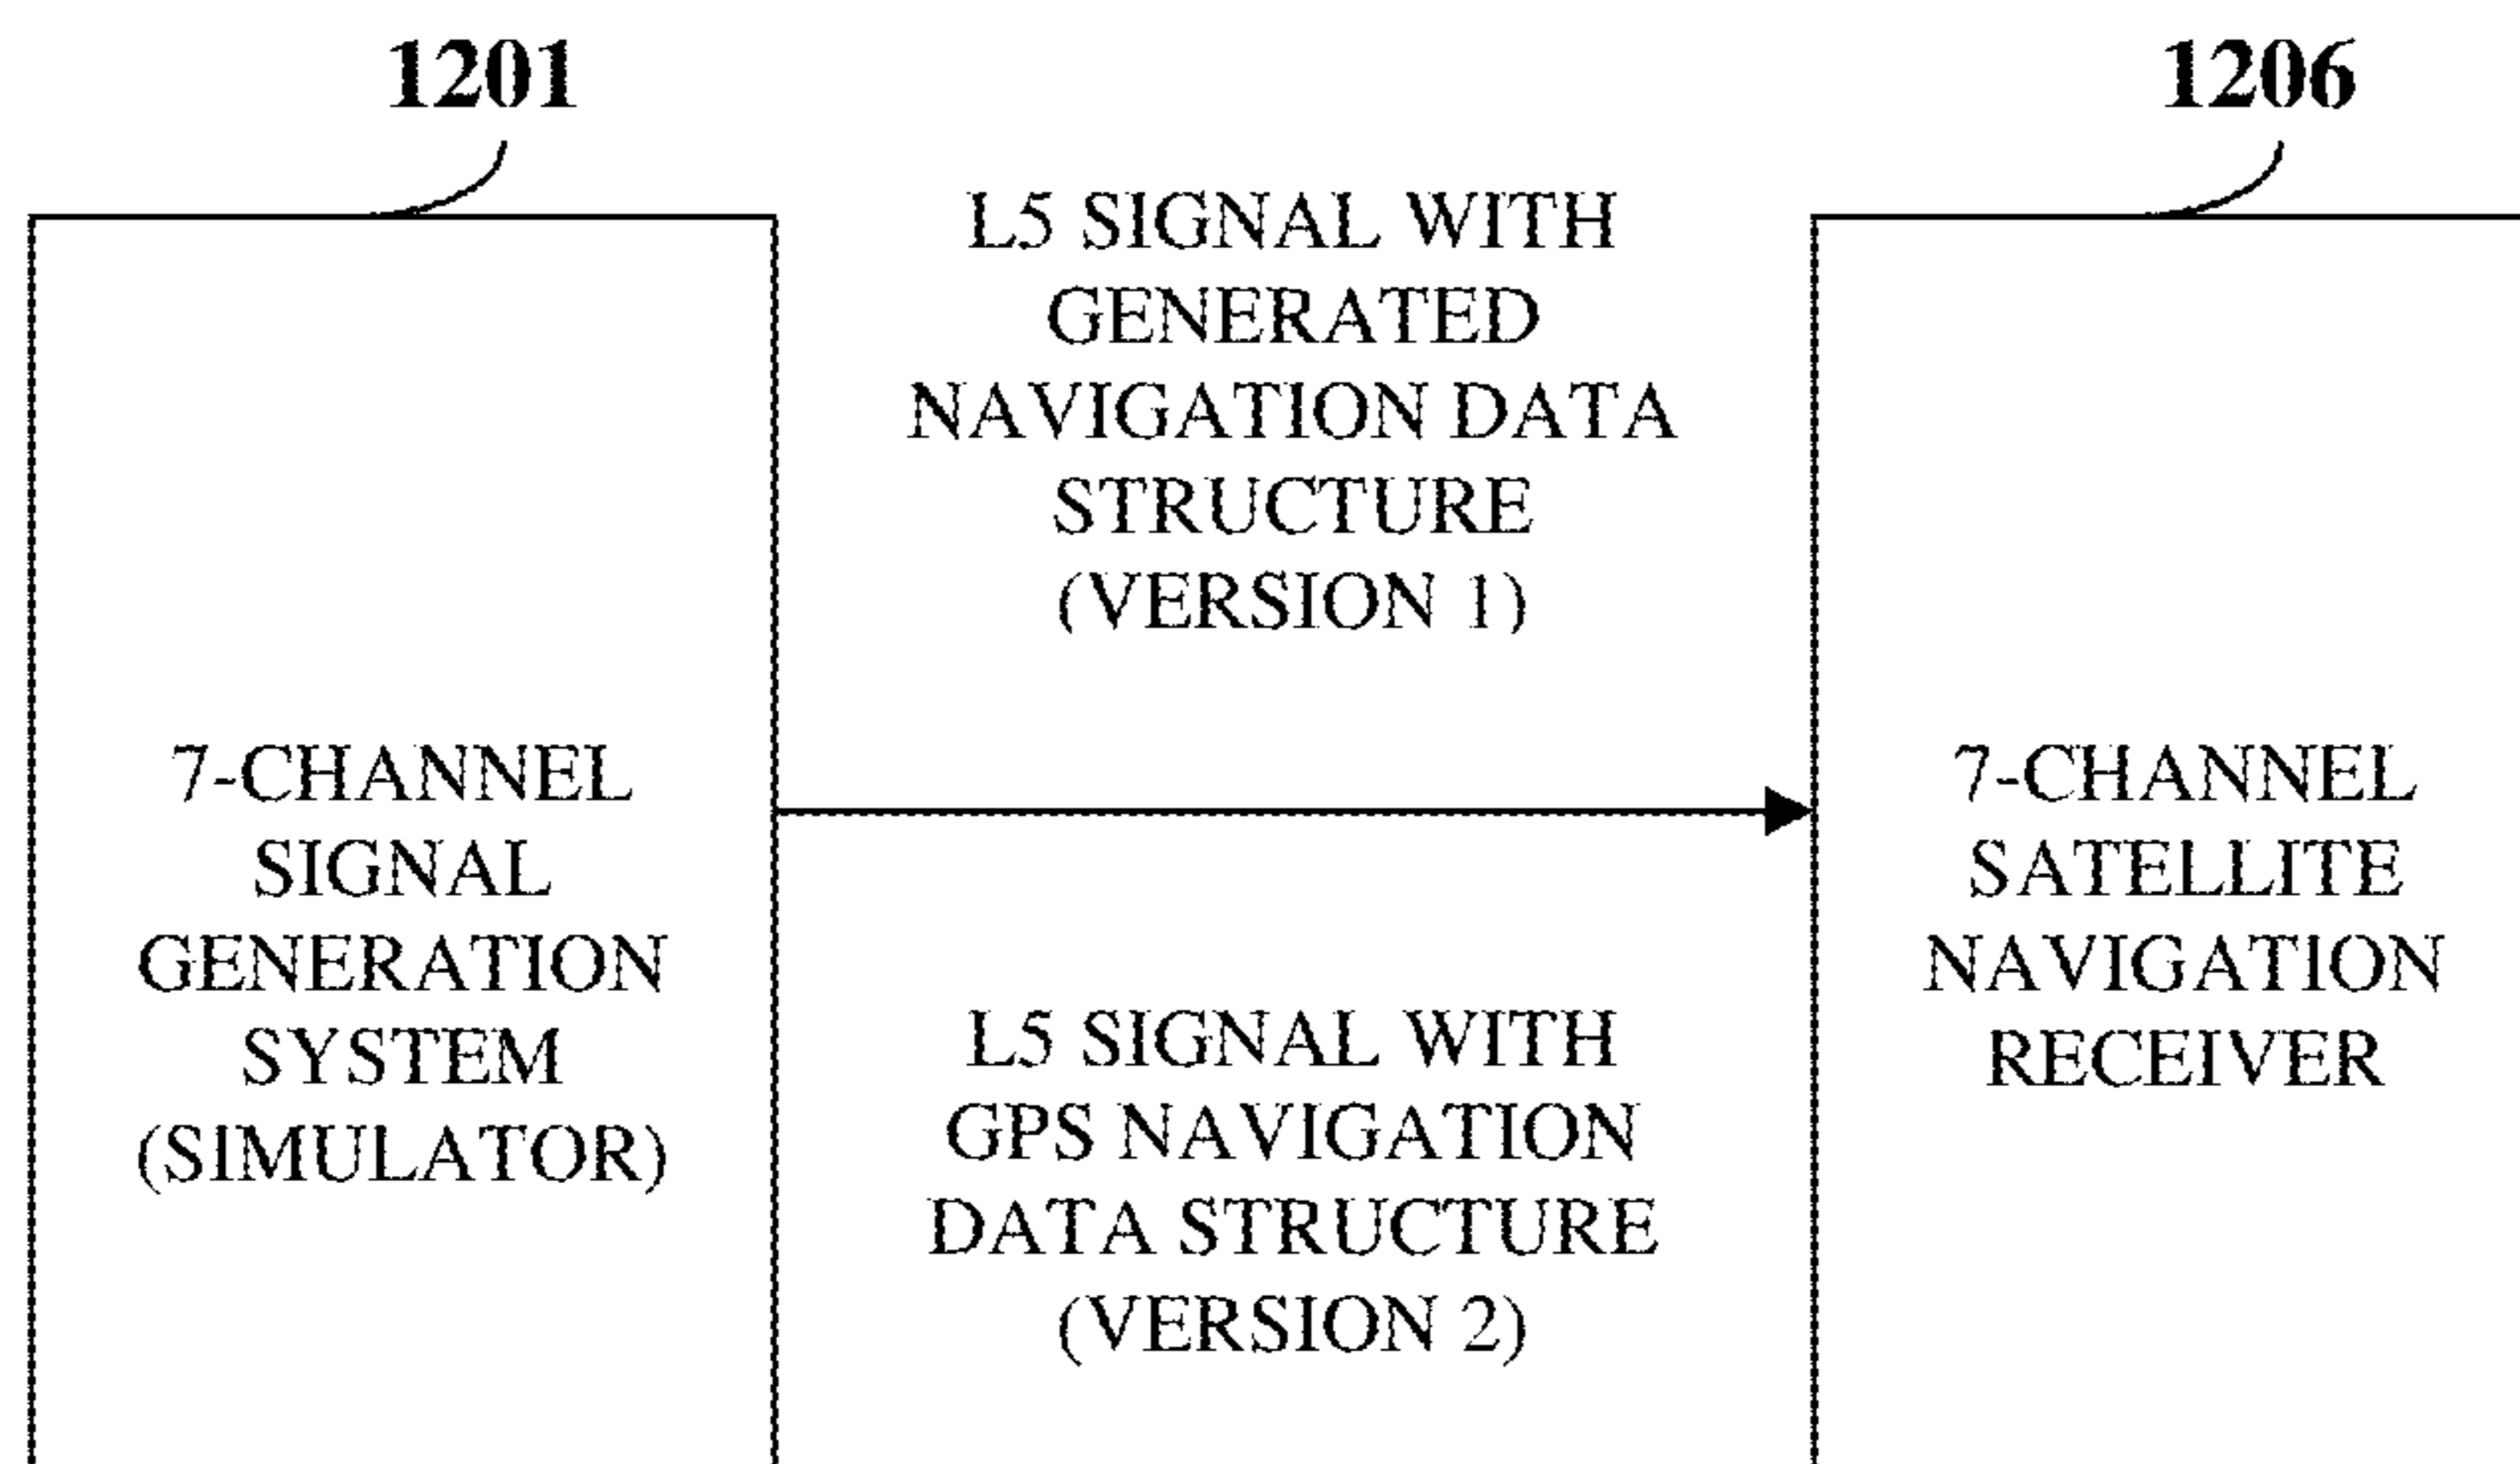 1201
1206
L5 SIGNAL WITH
GENERATED
NAVIGATION DATA
STRUCTURE
(VERSION 1)
7-CHANNEL
SIGNAL
GENERATION
SYSTEM
(SIMULATOR)
7-CHANNEL
SATELLITE
NAVIGATION
RECEIVER
L5 SIGNAL WITH
GPS NAVIGATION
DATA STRUCTURE
(VERSION 2)